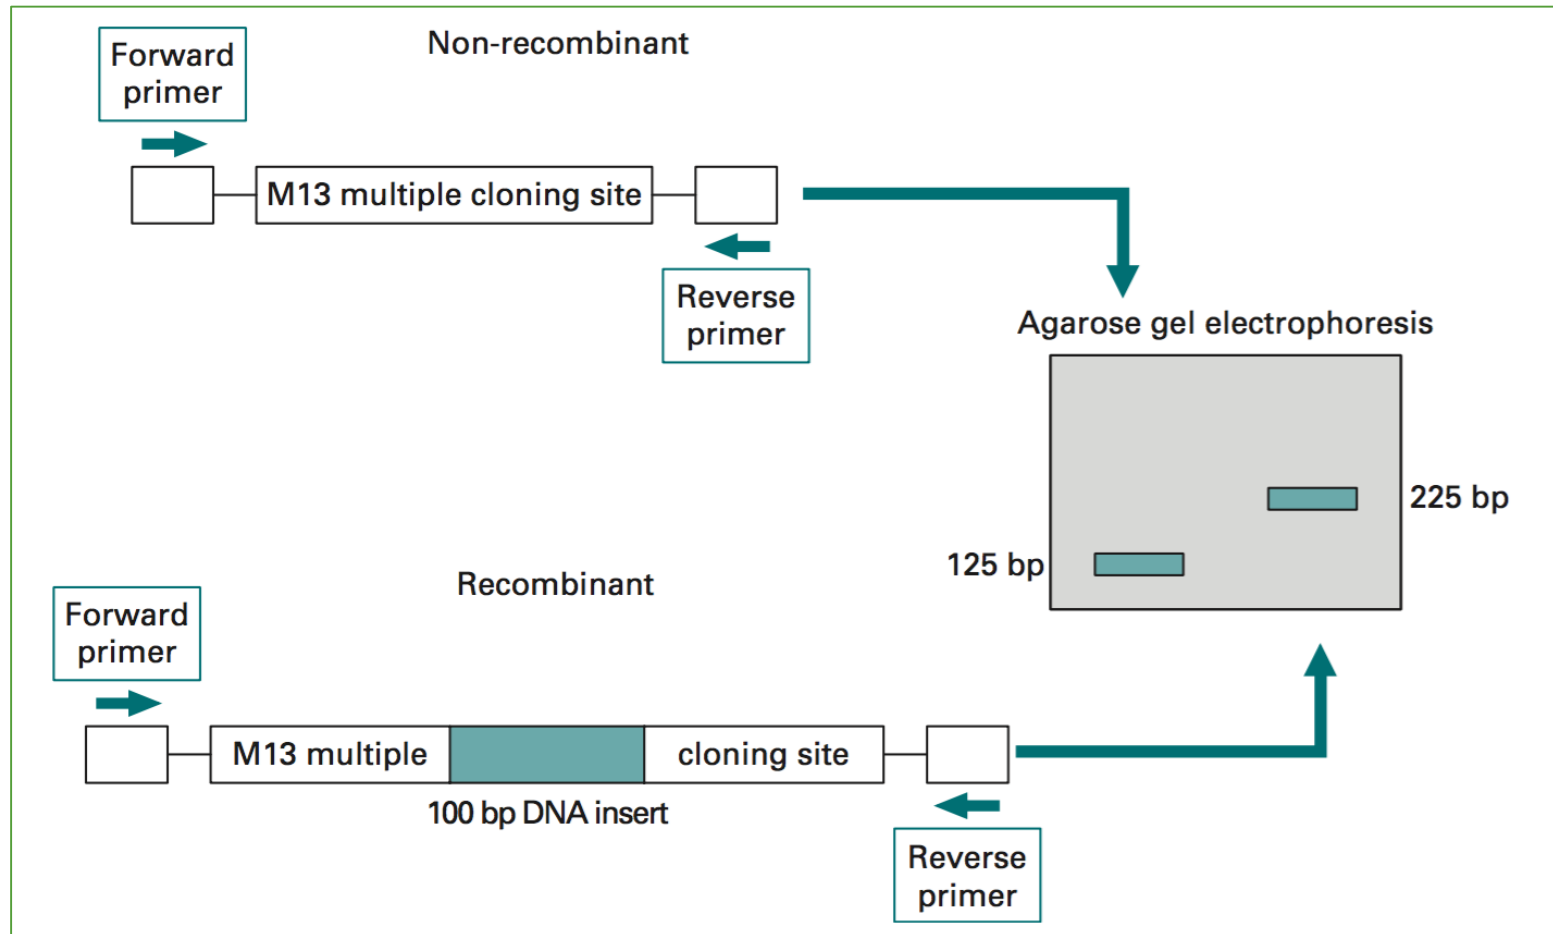 Non-recombinant
Forward
primer
M13 multiple cloning site
Reverse
primer
Agarose gel electrophoresis
225 bp
125 bp
Recombinant
Forward
primer
M13 multiple
cloning site
100 bp DNA insert
Reverse
primer